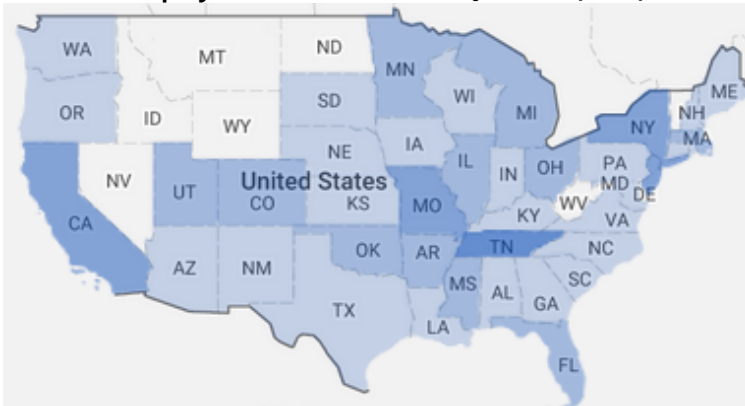 WA
MT
ND
MN
ME
OR
ID
SD
WI
NH
WY
MI
NY
MA
IA
NE
PA
NV
UT
United States
IL
IN
OH
MD
DE
CO
KS
MO
WV
CA
KY
VA
TN
NC
AZ
NM
OK
AR
SC
MS
AL
GA
TX
LA
FL